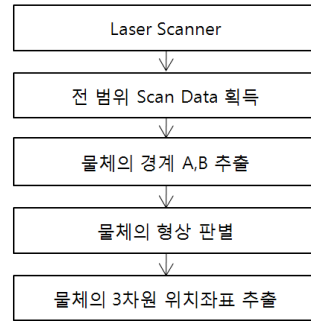 Laser Scanner
전 범위 Scan Data 획득
물체의 경계 A,B 추출
물체의 형상 판별
물체의 3차원 위치좌표 추출